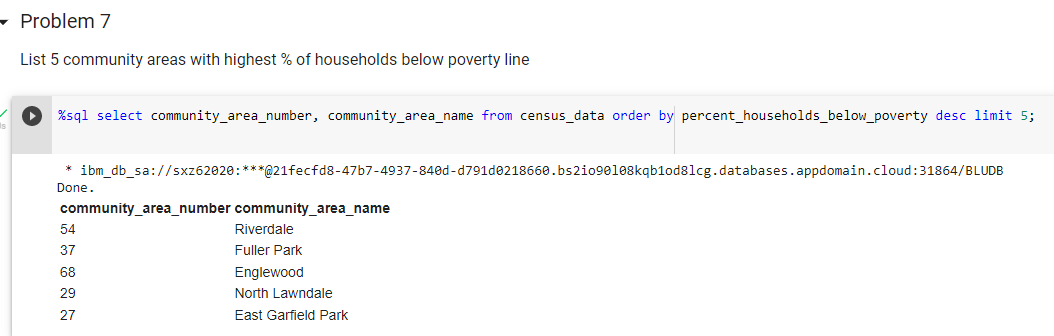 Problem 7
List 5 community areas with highest % of households below poverty line
%sql select community_area_number, community_area_name from census_data order by percent_households_below_poverty desc limit 5;
* ibm_db_sa://sxz62020:***@21fecfd8-47b7-4937-840d-d791d0218660.bs2io90l08kqb1od8lcg.databases.appdomain.cloud:31864/BLUDB
Done.
community_area_number community_area_name
54 Riverdale
37 Fuller Park
68 Englewood
29 North Lawndale
27 East Garfield Park